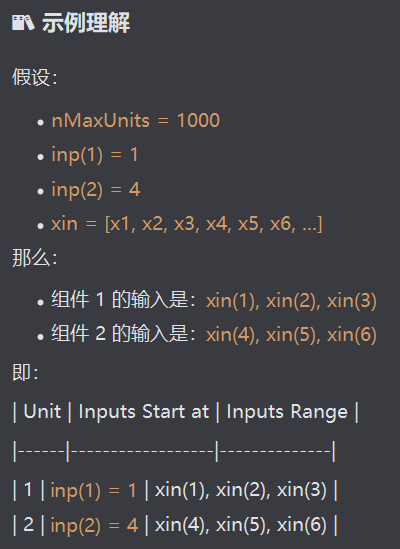 示例理解
假设：
nMaxUnits = 1000
inp(1) = 1
inp(2) = 4
xin = [x1, x2, x3, x4, x5, x6, ...]
那么：
组件 1 的输入是：xin(1), xin(2), xin(3)
组件 2 的输入是：xin(4), xin(5), xin(6)
即：
| Unit | Inputs Start at | Inputs Range |
|------|------------------|--------------|
| 1 | inp(1) = 1 | xin(1), xin(2), xin(3) |
| 2 | inp(2) = 4 | xin(4), xin(5), xin(6) |